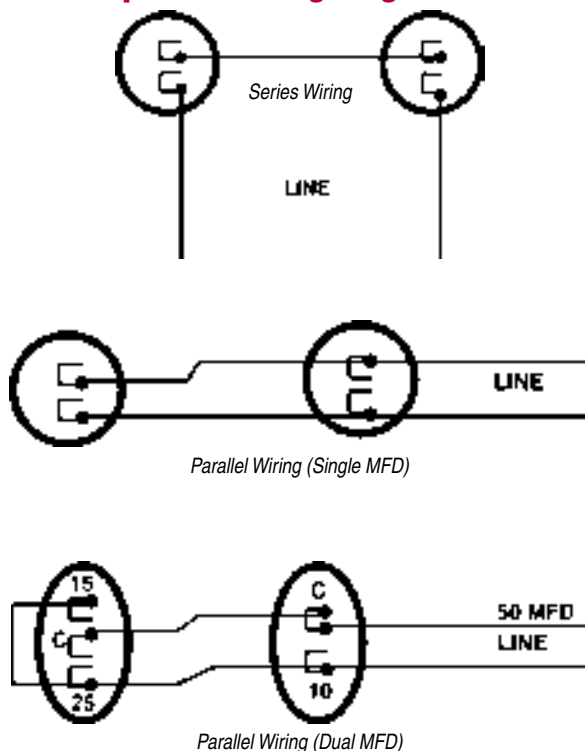 Series Wiring
LINE
LINE
Parallel Wiring (Single MFD)
15
C
25
C
10
50 MFD
LINE
Parallel Wiring (Dual MFD)